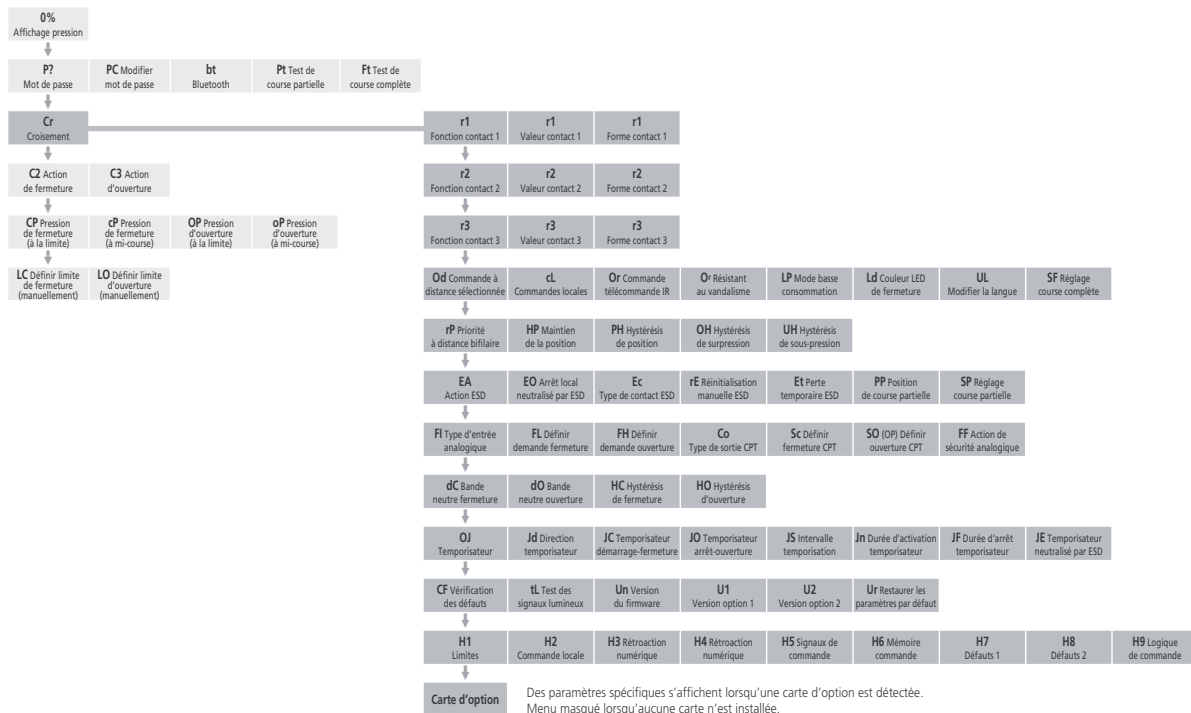 0%
Affichage pression
P?
Mot de passe
PC Modifier
mot de passe
bt
Bluetooth
Pt Test de
course partielle
Ft Test de
course complète
Cr
Croisement
r1
Fonction contact 1
r1
Valeur contact 1
r1
Forme contact 1
C2 Action
de fermeture
C3 Action
d'ouverture
r2
Fonction contact 2
r2
Valeur contact 2
r2
Forme contact 2
CP Pression
de fermeture
(à la limite)
cP Pression
de fermeture
(à mi-course)
OP Pression
d'ouverture
(à la limite)
oP Pression
d'ouverture
(à mi-course)
r3
Fonction contact 3
r3
Valeur contact 3
r3
Forme contact 3
LC Définir limite
de fermeture
(manuellement)
LO Définir limite
d'ouverture
(manuellement)
Od Commande à
distance sélectionnée
cL
Commandes locales
Or Commande
télécommande IR
Or Résistant
au vandalisme
LP Mode basse
consommation
Ld Couleur LED
de fermeture
UL
Modifier la langue
SF Réglage
course complète
rP Priorité
à distance bifilaire
HP Maintien
de la position
PH Hystérésis
de position
OH Hystérésis
de surpression
UH Hystérésis
de sous-pression
EA
Action ESD
EO Arrêt local
neutralisé par ESD
Ec
Type de contact ESD
rE Réinitialisation
manuelle ESD
Et Perte
temporaire ESD
PP Position
de course partielle
SP Réglage
course partielle
FI Type d'entrée
analogique
FL Définir
demande fermeture
FH Définir
demande ouverture
Co
Type de sortie CPT
Sc Définir
fermeture CPT
SO (OP) Définir
ouverture CPT
FF Action de
sécurité analogique
dC Bande
neutre fermeture
dO Bande
neutre ouverture
HC Hystérésis
de fermeture
HO Hystérésis
d'ouverture
OJ
Temporisateur
Jd Direction
temporisateur
JC Temporisateur
démarrage-fermeture
JO Temporisateur
arrêt-ouverture
JS Intervalle
temporisation
Jn Durée d'activation
temporisateur
JF Durée d'arrêt
temporisateur
JE Temporisateur
neutralisé par ESD
CF Vérification
des défauts
tL Test des
signaux lumineux
Un Version
du firmware
U1
Version option 1
U2
Version option 2
Ur Restaurer les
paramètres par défaut
H1
Limites
H2
Commande locale
H3 Rétroaction
numérique
H4 Rétroaction
numérique
H5 Signaux de
commande
H6 Mémoire
commande
H7
Défauts 1
H8
Défauts 2
H9 Logique
de commande
Carte d'option
Des paramètres spécifiques s'affichent lorsqu'une carte d'option est détectée.
Menu masqué lorsqu'aucune carte n'est installée.